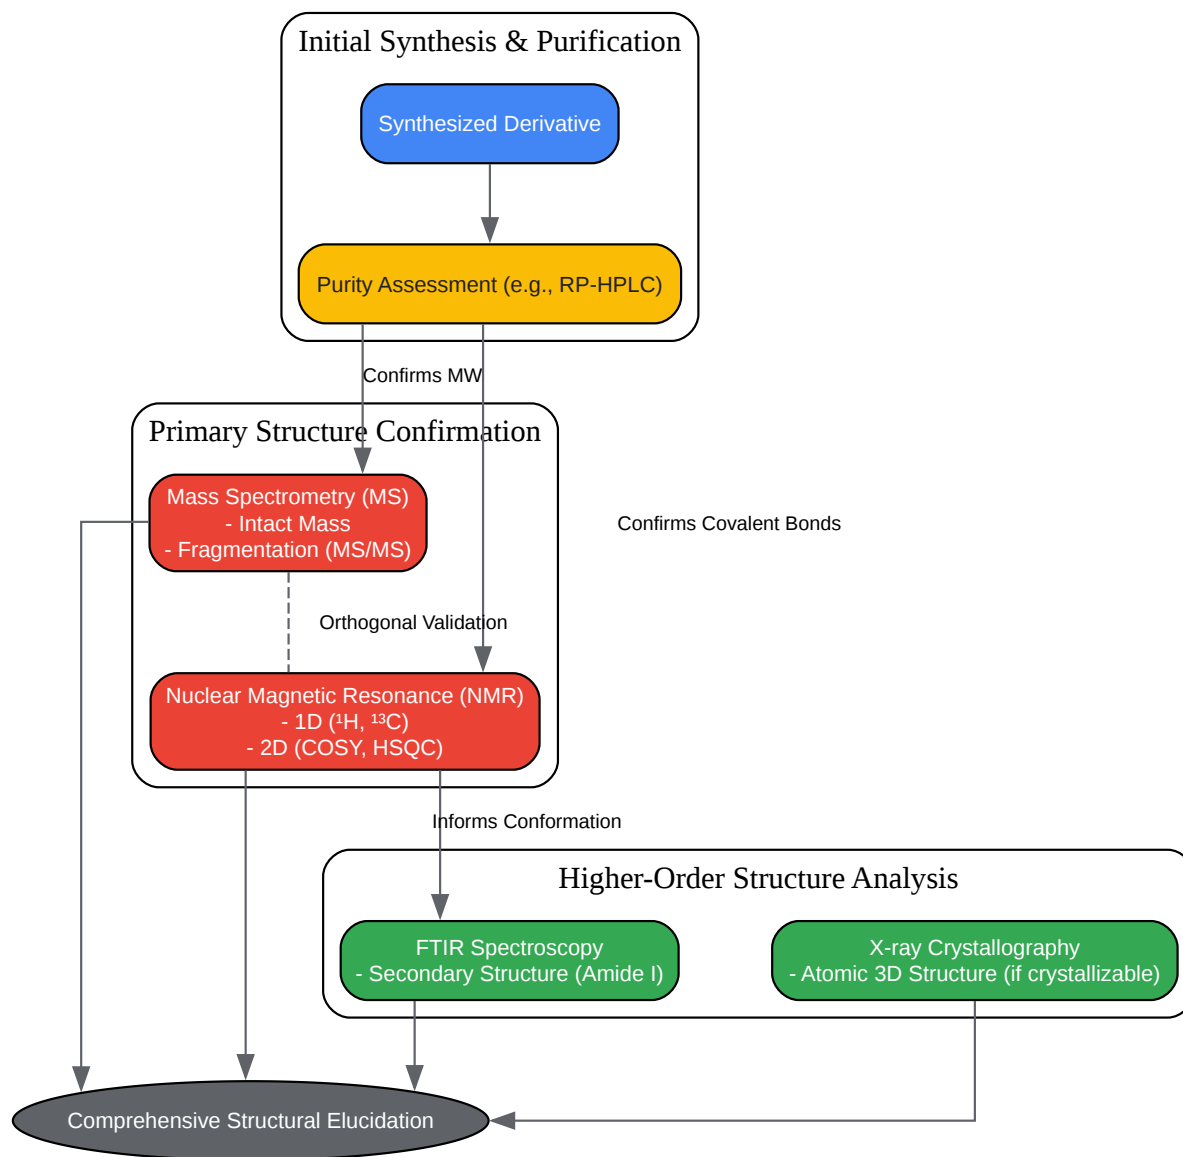 Initial Synthesis & Purification
Synthesized Derivative
Purity Assessment (e.g., RP-HPLC)
Confirms MW
Primary Structure Confirmation
Mass Spectrometry (MS)
- Intact Mass
- Fragmentation (MS/MS)
Confirms Covalent Bonds
Orthogonal Validation
Nuclear Magnetic Resonance (NMR)
- 1D (¹H, ¹³C)
- 2D (COSY, HSQC)
Informs Conformation
Higher-Order Structure Analysis
FTIR Spectroscopy
- Secondary Structure (Amide I)
X-ray Crystallography
- Atomic 3D Structure (if crystallizable)
Comprehensive Structural Elucidation